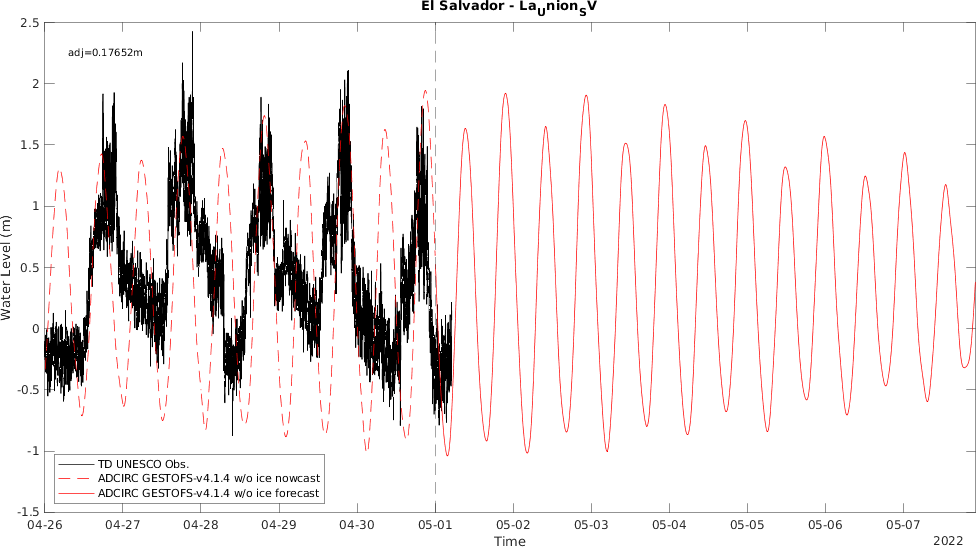 El Salvador - LaUnionSV
adj=0.17652m
2.5
2
1.5
1
0.5
0
-0.5
-1
-1.5
Water Level (m)
TD UNESCO Obs.
ADCIRC GESTOFS-v4.1.4 w/o ice nowcast
ADCIRC GESTOFS-v4.1.4 w/o ice forecast
04-26 04-27 04-28 04-29 04-30 05-01 05-02 05-03 05-04 05-05 05-06 05-07
Time
2022